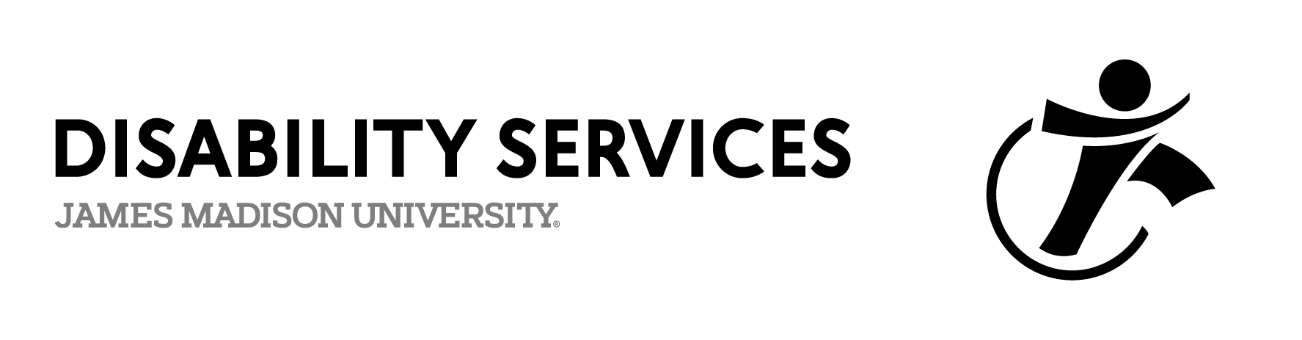 DISABILITY SERVICES
JAMES MADISON UNIVERSITY®